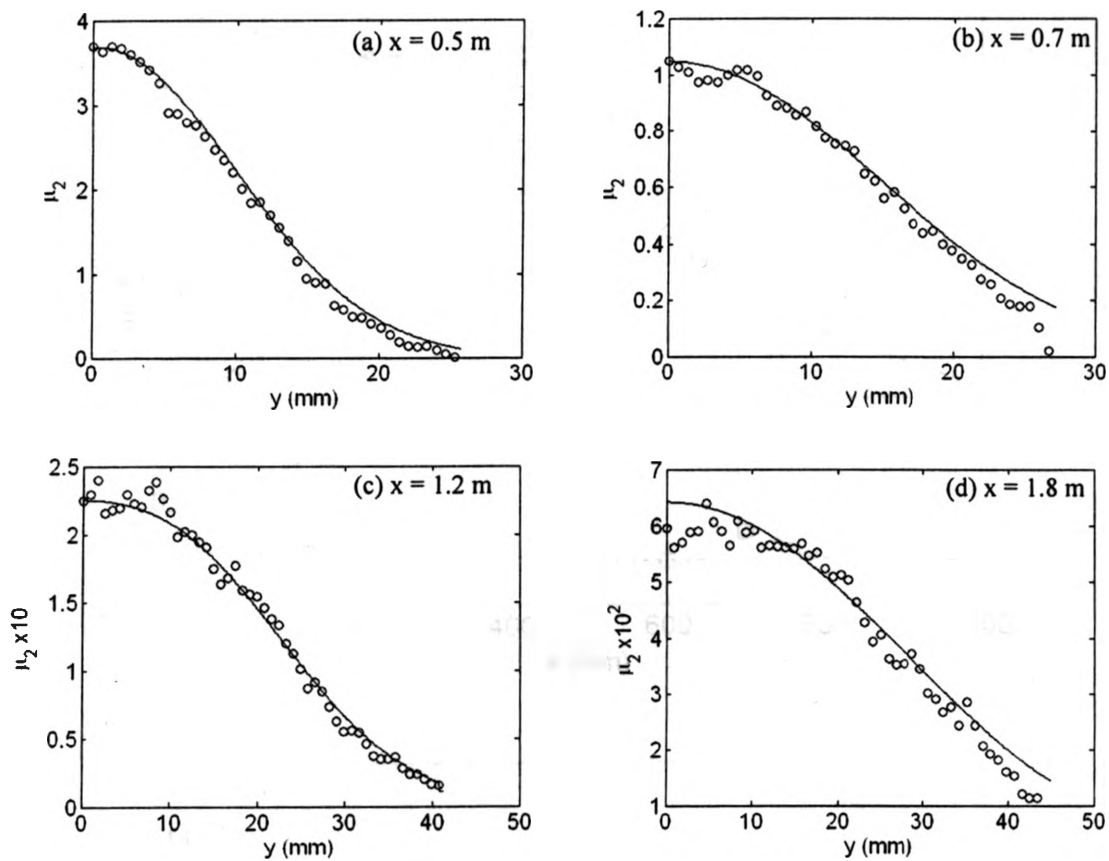 (a) x = 0.5 m
4
3
2
1
0
μ₂
0 10 20 30
y (mm)
(b) x = 0.7 m
1.2
1
0.8
0.6
0.4
0.2
0
μ₂
0 10 20 30
y (mm)
(c) x = 1.2 m
2.5
2
1.5
1
0.5
0
μ₂ x10
0 10 20 30 40 50
y (mm)
(d) x = 1.8 m
7
6
5
4
3
2
1
μ₂ x10²
0 10 20 30 40 50
y (mm)